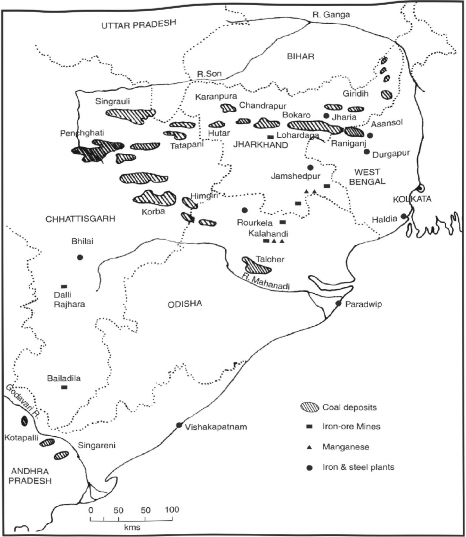 UTTAR PRADESH
R. Ganga
BIHAR
R.Son
Singrauli
Karanpura
Chandrapur
Giridih
Bokaro
Jharia
Asansol
Penchghati
Tatapani
Hutar
Lohardaga
JHARKHAND
Raniganj
Durgapur
Jamshedpur
WEST
BENGAL
KOLKATA
Himgiri
Korba
CHHATTISGARH
Rourkela
Kalahandi
Haldia
Bhilai
Talcher
R. Mahanadi
Dalli
Rajhara
ODISHA
Paradwip
Bailadila
Godavari R.
Kotapalli
Singareni
Vishakapatnam
ANDHRA
PRADESH
Coal deposits
Iron-ore Mines
Manganese
Iron & steel plants
0 50 50 100
kms